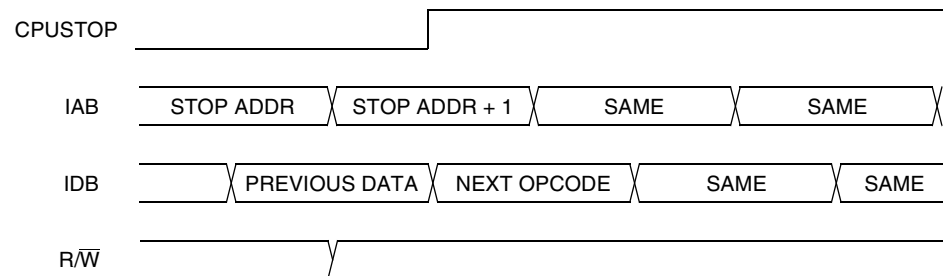 CPUSTOP
IAB STOP ADDR STOP ADDR + 1 SAME SAME
IDB PREVIOUS DATA NEXT OPCODE SAME SAME
R/W̅